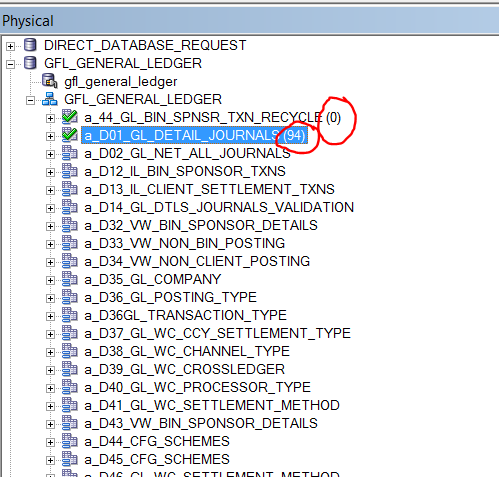 Physical
DIRECT_DATABASE_REQUEST
GFL_GENERAL_LEDGER
gfl_general_ledger
GFL_GENERAL_LEDGER
a_44_GL_BIN_SPNSR_TXN_RECYCLE (0)
a_D01_GL_DETAIL_JOURNALS (94)
a_D02_GL_NET_ALL_JOURNALS
a_D12_IL_BIN_SPONSOR_TXNS
a_D13_IL_CLIENT_SETTLEMENT_TXNS
a_D14_GL_DTLS_JOURNALS_VALIDATION
a_D32_VW_BIN_SPONSOR_DETAILS
a_D33_VW_NON_BIN_POSTING
a_D34_VW_NON_CLIENT_POSTING
a_D35_GL_COMPANY
a_D36_GL_POSTING_TYPE
a_D36GL_TRANSACTION_TYPE
a_D37_GL_WC_CCY_SETTLEMENT_TYPE
a_D38_GL_WC_CHANNEL_TYPE
a_D39_GL_WC_CROSSLEDGER
a_D40_GL_WC_PROCESSOR_TYPE
a_D41_GL_WC_SETTLEMENT_METHOD
a_D43_VW_BIN_SPONSOR_DETAILS
a_D44_CFG_SCHEMES
a_D45_CFG_SCHEMES
a_D46_GL_WC_SETTLEMENT_METHOD